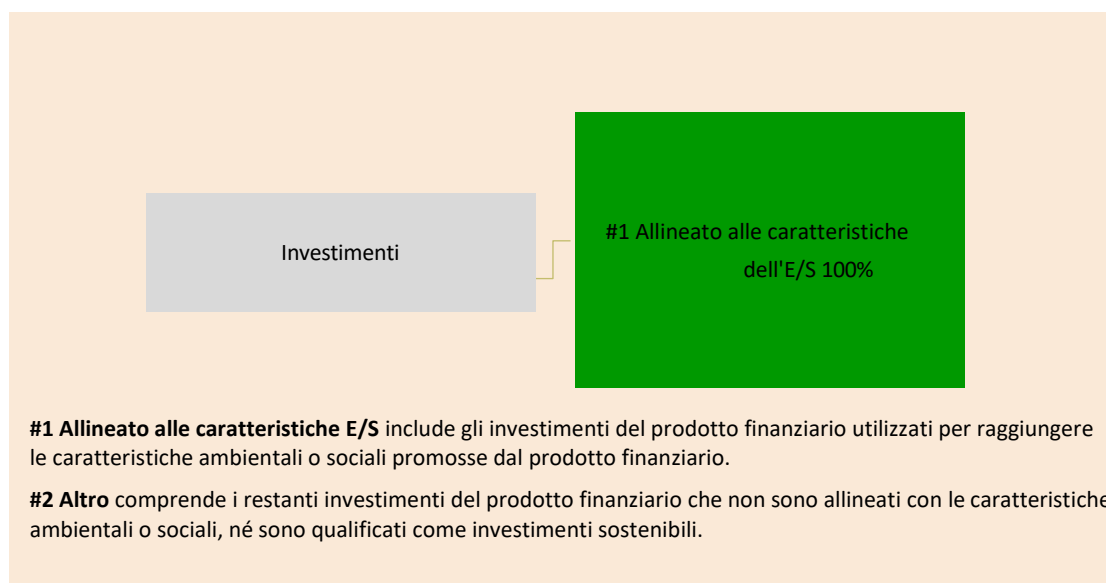 Investimenti
#1 Allineato alle caratteristiche
dell'E/S 100%
#1 Allineato alle caratteristiche E/S include gli investimenti del prodotto finanziario utilizzati per raggiungere
le caratteristiche ambientali o sociali promosse dal prodotto finanziario.
#2 Altro comprende i restanti investimenti del prodotto finanziario che non sono allineati con le caratteristiche
ambientali o sociali, né sono qualificati come investimenti sostenibili.